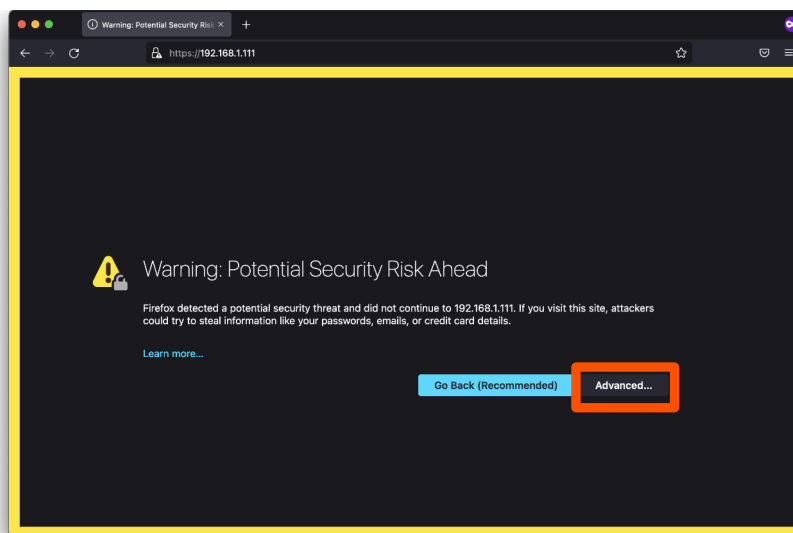 Warning: Potential Security Risk
https://192.168.1.111
Warning: Potential Security Risk Ahead
Firefox detected a potential security threat and did not continue to 192.168.1.111. If you visit this site, attackers
could try to steal information like your passwords, emails, or credit card details.
Learn more...
Go Back (Recommended)
Advanced...